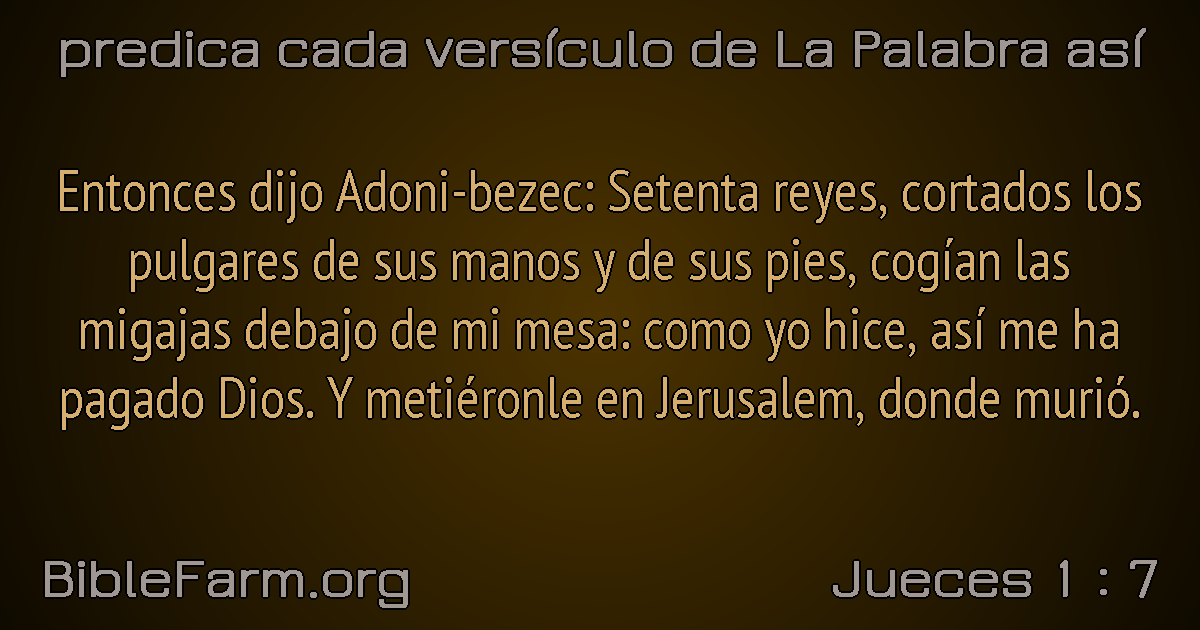 predica cada versículo de La Palabra así
Entonces dijo Adoni-bezec: Setenta reyes, cortados los
pulgares de sus manos y de sus pies, cogían las
migajas debajo de mi mesa: como yo hice, así me ha
pagado Dios. Y metiéronle en Jerusalem, donde murió.
BibleFarm.org
Jueces 1 : 7